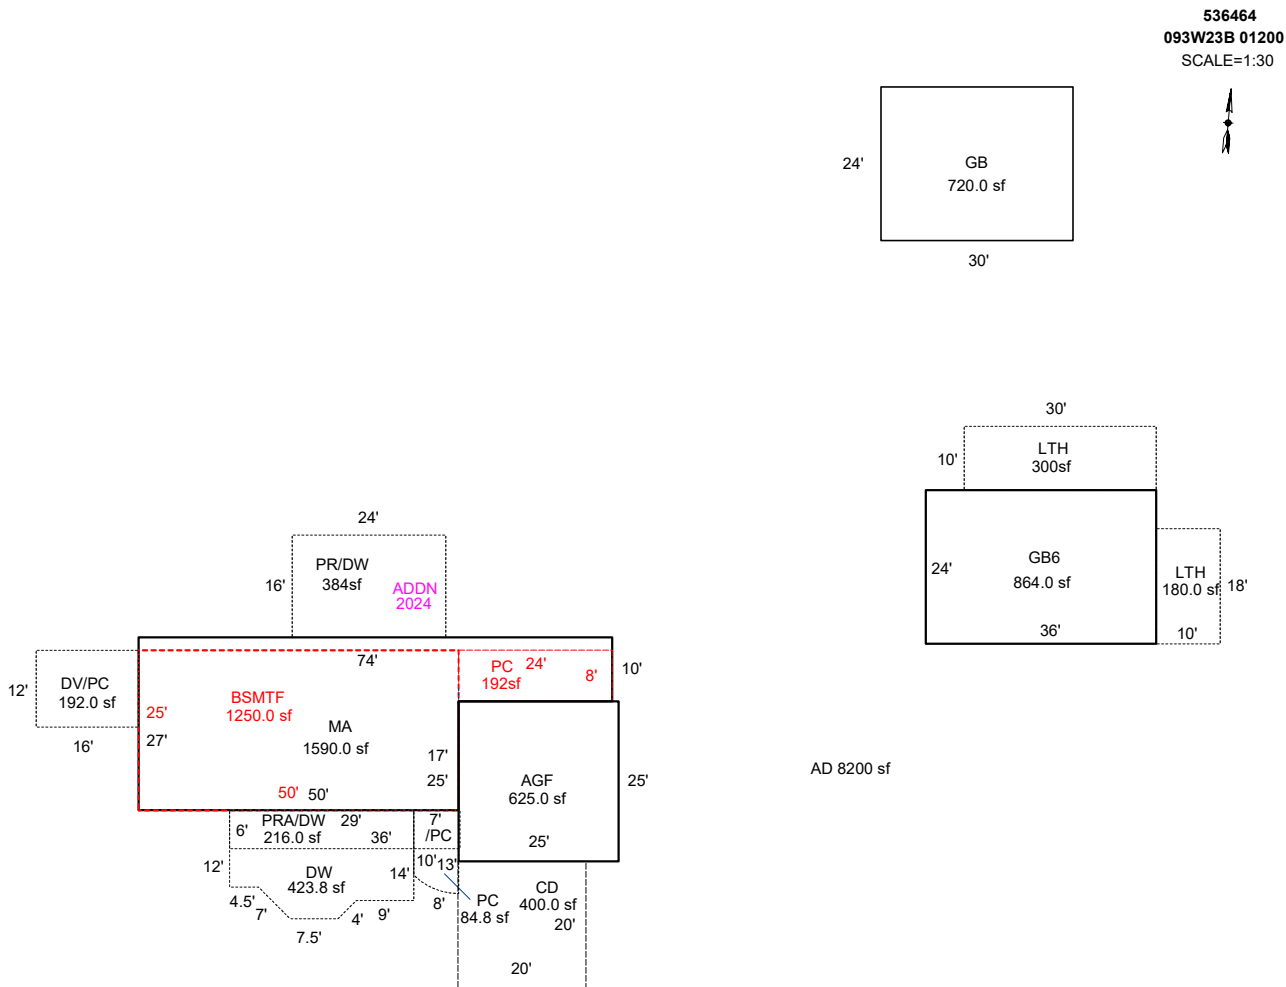 536464
093W23B 01200
SCALE=1:30
24'
GB
720.0 sf
30'
30'
10'
LTH
300sf
24'
GB6
864.0 sf
36'
LTH
180.0 sf
18'
10'
24'
16'
PR/DW
384sf
ADDN
2024
12'
DV/PC
192.0 sf
16'
74'
PC
24'
192sf
8'
10'
25'
27'
BSMTF
1250.0 sf
MA
1590.0 sf
17'
25'
50'
50'
AGF
625.0 sf
25'
25'
AD 8200 sf
6'
PRA/DW
216.0 sf
29'
36'
7'
/PC
12'
DW
423.8 sf
14'
10'
13'
4.5'
7'
7.5'
4'
9'
8'
PC
84.8 sf
CD
400.0 sf
20'
20'